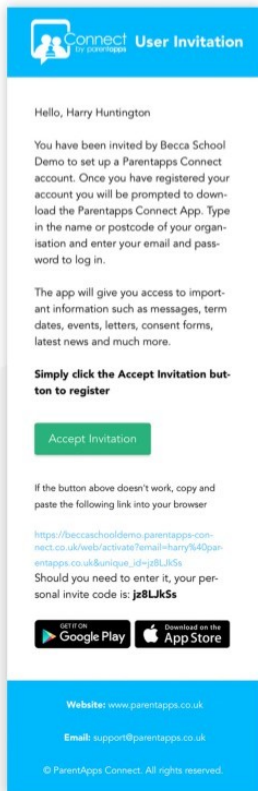 Connect
by parentapps
User Invitation
Hello, Harry Huntington
You have been invited by Becca School
Demo to set up a Parentapps Connect
account. Once you have registered your
account you will be prompted to down-
load the Parentapps Connect App. Type
in the name or postcode of your organ-
isation and enter your email and pass-
word to log in.
The app will give you access to import-
ant information such as messages, term
dates, events, letters, consent forms,
latest news and much more.
Simply click the Accept Invitation but-
ton to register
Accept Invitation
If the button above doesn't work, copy and
paste the following link into your browser
https://beccaschooldemo.parentapps-con-
nect.co.uk/web/activate?email=harry%40par-
entapps.co.uk&unique_id=jz8LJkSs
Should you need to enter it, your per-
sonal invite code is: jz8LJkSs
GET IT ON
Google Play
Download on the
App Store
Website: www.parentapps.co.uk
Email: support@parentapps.co.uk
© ParentApps Connect. All rights reserved.